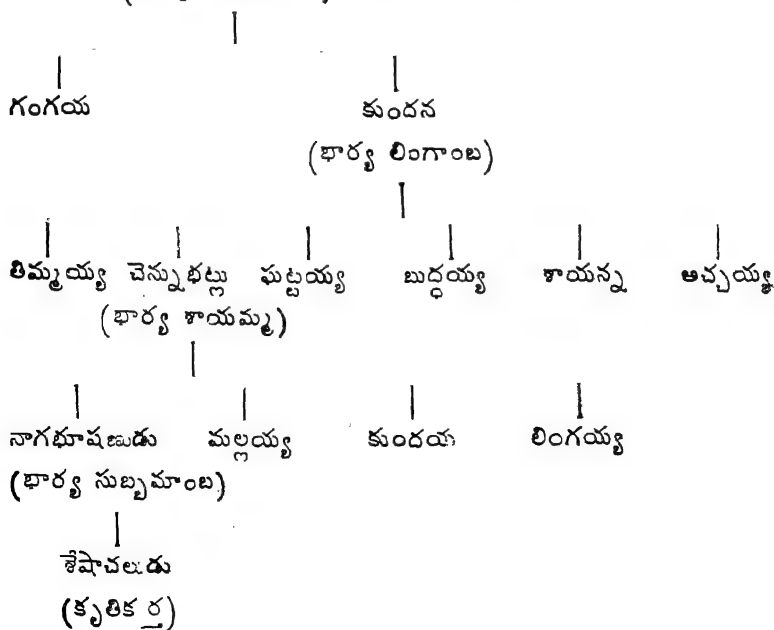 గంగయ కుందన
(భార్య లింగాంబ)
తిమ్మయ్య చెన్నుభట్లు ఘట్టయ్య బుద్ధయ్య శాయన్న అచ్చయ్య
(భార్య శాయమ్మ)
నాగభూషణుడు మల్లయ్య కుందయ లింగయ్య
(భార్య సుబ్బమాంబ)
శేషాచలుడు
(కృతికర్త)